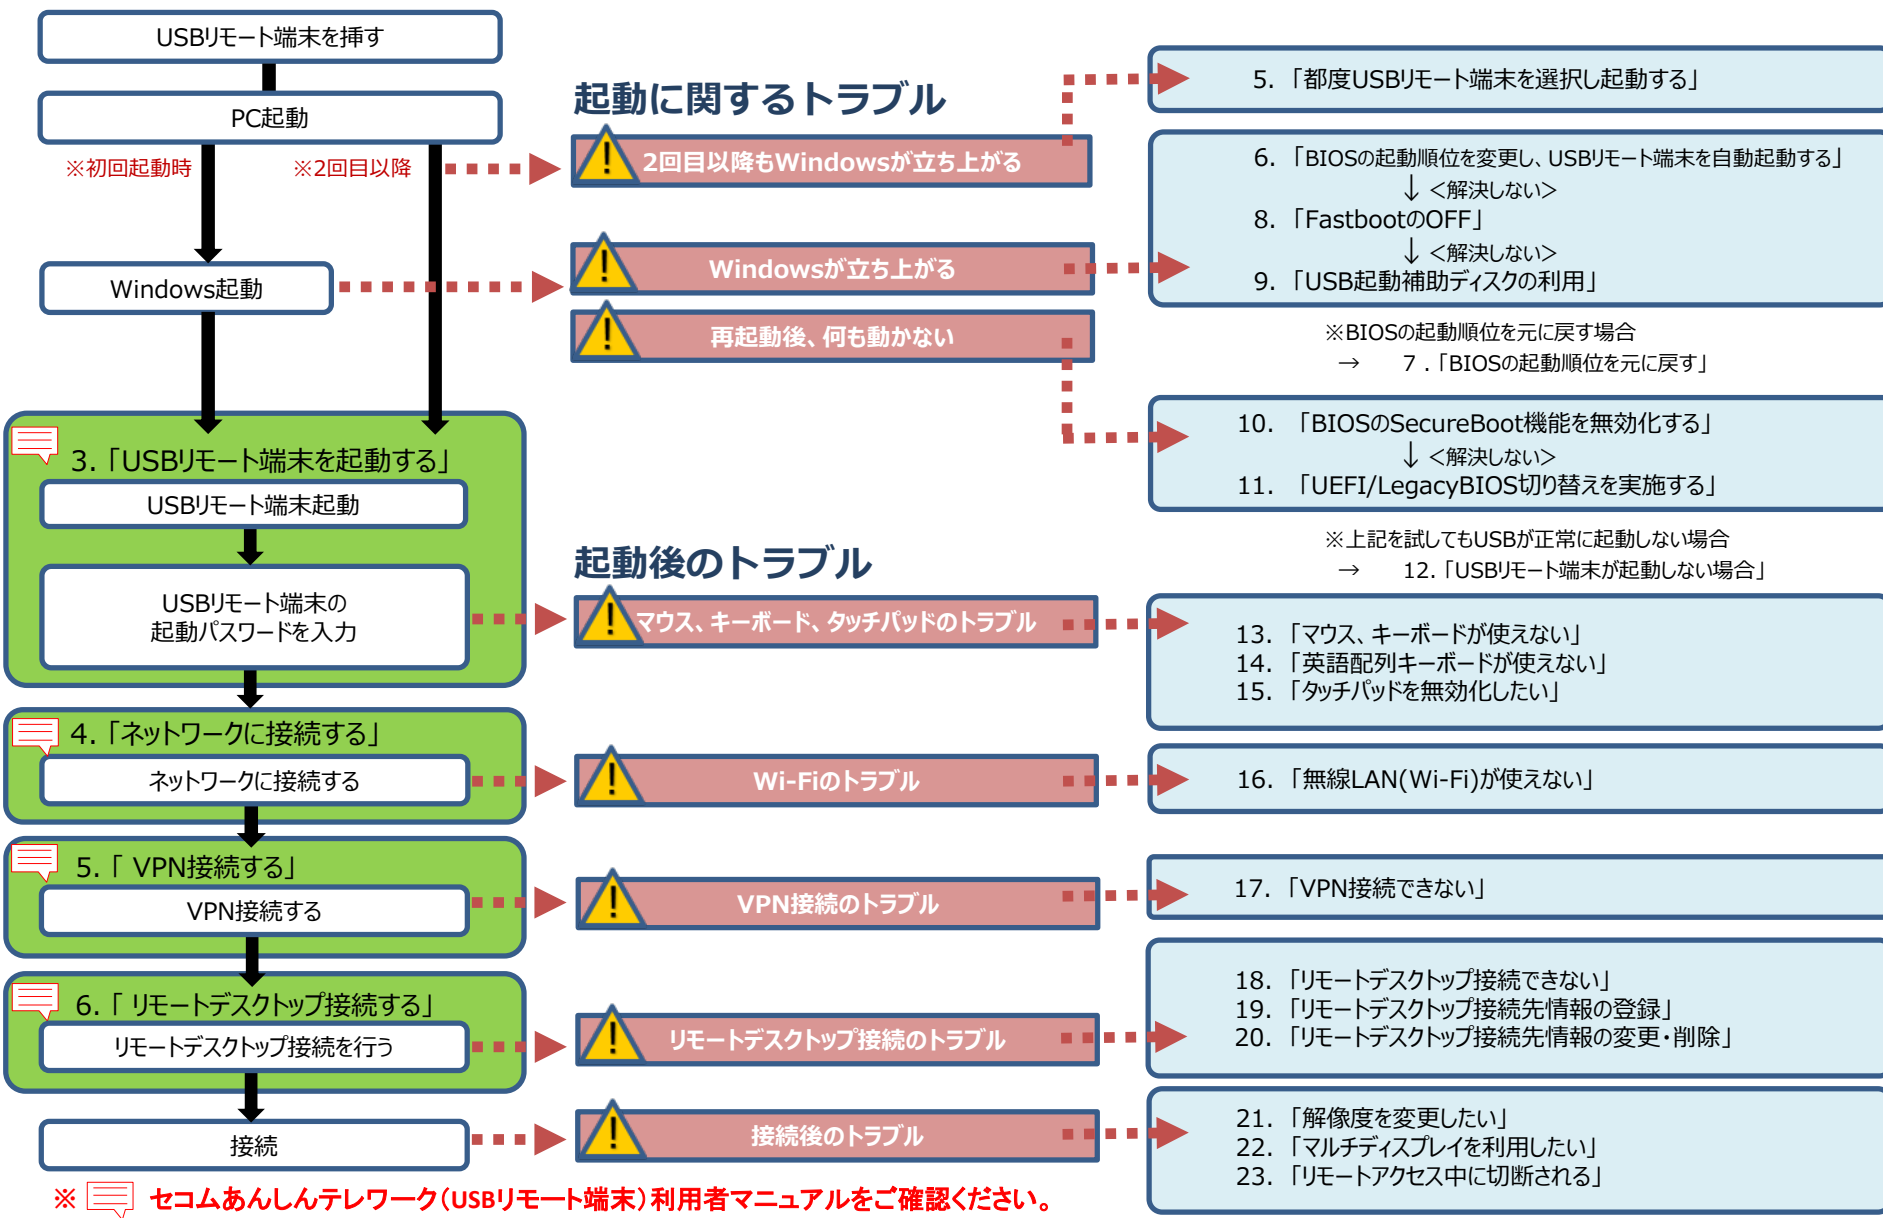 USBリモート端末を挿す
PC起動
※初回起動時
※2回目以降
Windows起動
3. 「USBリモート端末を起動する」
USBリモート端末起動
USBリモート端末の
起動パスワードを入力
4. 「ネットワークに接続する」
ネットワークに接続する
5. 「 VPN接続する」
VPN接続する
6. 「 リモートデスクトップ接続する」
リモートデスクトップ接続を行う
接続
起動に関するトラブル
2回目以降もWindowsが立ち上がる
Windowsが立ち上がる
再起動後、何も動かない
起動後のトラブル
マウス、キーボード、タッチパッドのトラブル
Wi-Fiのトラブル
VPN接続のトラブル
リモートデスクトップ接続のトラブル
接続後のトラブル
5. 「都度USBリモート端末を選択し起動する」
6. 「BIOSの起動順位を変更し、USBリモート端末を自動起動する」
↓ <解決しない>
8. 「FastbootのOFF」
↓ <解決しない>
9. 「USB起動補助ディスクの利用」
※BIOSの起動順位を元に戻す場合
→ 7 . 「BIOSの起動順位を元に戻す」
10. 「BIOSのSecureBoot機能を無効化する」
↓ <解決しない>
11. 「UEFI/LegacyBIOS切り替えを実施する」
※上記を試してもUSBが正常に起動しない場合
→ 12. 「USBリモート端末が起動しない場合」
13. 「マウス、キーボードが使えない」
14. 「英語配列キーボードが使えない」
15. 「タッチパッドを無効化したい」
16. 「無線LAN(Wi-Fi)が使えない」
17. 「VPN接続できない」
18. 「リモートデスクトップ接続できない」
19. 「リモートデスクトップ接続先情報の登録」
20. 「リモートデスクトップ接続先情報の変更・削除」
21. 「解像度を変更したい」
22. 「マルチディスプレイを利用したい」
23. 「リモートアクセス中に切断される」
※ セコムあんしんテレワーク（USBリモート端末）利用者マニュアルをご確認ください。